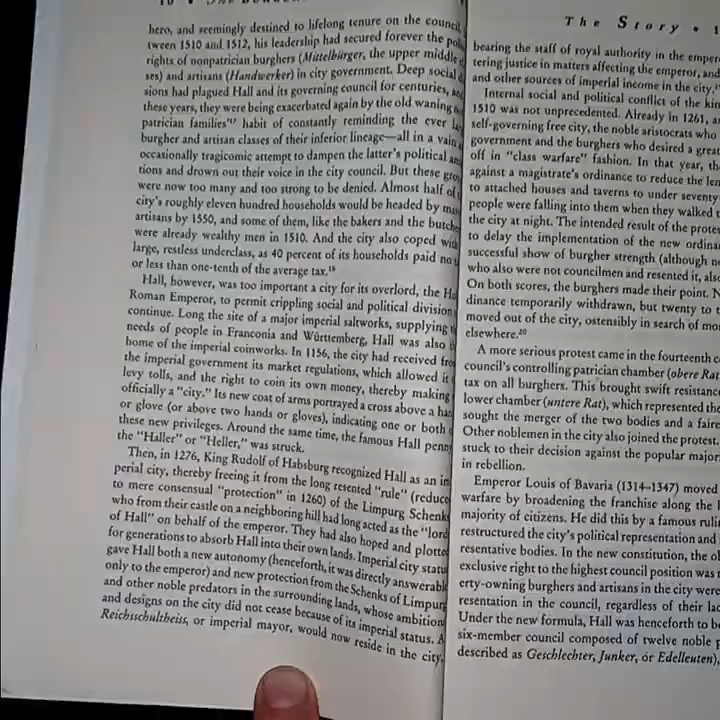 hero, and seemingly destined to lifelong tenure on the council,
tween 1510 and 1512, his leadership had secured forever the
rights of nonpatrician burghers (Mittelbürger, the upper middle
ses) and artisans (Handwerker) in city government. Deep social
sions had plagued Hall and its governing council for centuries,
these years, they were being exacerbated again by the old waning
patrician families'¹⁷ habit of constantly reminding the ever
burgher and artisan classes of their inferior lineage—all in a vain,
occasionally tragicomic attempt to dampen the latter's political
tions and drown out their voice in the city council. But these
were now too many and too strong to be denied. Almost half of
city's roughly eleven hundred households would be headed by
artisans by 1550, and some of them, like the bakers and the
were already wealthy men in 1510. And the city also coped with
large, restless underclass, as 40 percent of its households paid
or less than one-tenth of the average tax.¹⁸
Hall, however, was too important a city for its overlord, the
Roman Emperor, to permit crippling social and political division
continue. Long the site of a major imperial saltworks, supplying
needs of people in Franconia and Württemberg, Hall was also
home of the imperial coinworks. In 1156, the city had received
the imperial government its market regulations, which allowed it
levy tolls, and the right to coin its own money, thereby making
officially a "city." Its new coat of arms portrayed a cross above a
or glove (or above two hands or gloves), indicating one or both
these new privileges. Around the same time, the famous Hall
the "Haller" or "Heller," was struck.
Then, in 1276, King Rudolf of Habsburg recognized Hall as an im
perial city, thereby freeing it from the long resented "rule" (reduce
to mere consensual "protection" in 1260) of the Limpurg Schenk
who from their castle on a neighboring hill had long acted as the "lord
of Hall" on behalf of the emperor. They had also hoped and plotte
for generations to absorb Hall into their own lands. Imperial city statu
gave Hall both a new autonomy (henceforth, it was directly answerabl
only to the emperor) and new protection from the Schenks of Limpurg
and other noble predators in the surrounding lands, whose ambition
and designs on the city did not cease because of its imperial status. A
Reichsschultheiss, or imperial mayor, would now reside in the city,
The Story • 1
bearing the staff of royal authority in the emper
tering justice in matters affecting the emperor, and
and other sources of imperial income in the city.
Internal social and political conflict of the kin
1510 was not unprecedented. Already in 1261, a
self-governing free city, the noble aristocrats who
government and the burghers who desired a great
off in "class warfare" fashion. In that year, th
against a magistrate's ordinance to reduce the len
to attached houses and taverns to under seventy
people were falling into them when they walked t
the city at night. The intended result of the protes
to delay the implementation of the new ordinan
successful show of burgher strength (although n
who also were not councilmen and resented it, also
On both scores, the burghers made their point. N
dinance temporarily withdrawn, but twenty to t
moved out of the city, ostensibly in search of mo
elsewhere.²⁰
A more serious protest came in the fourteenth c
council's controlling patrician chamber (obere Rat
tax on all burghers. This brought swift resistanc
lower chamber (untere Rat), which represented the
sought the merger of the two bodies and a faire
Other noblemen in the city also joined the protest.
stuck to their decision against the popular major
in rebellion.
Emperor Louis of Bavaria (1314–1347) moved
warfare by broadening the franchise along the l
majority of citizens. He did this by a famous ruli
restructured the city's political representation and
resentative bodies. In the new constitution, the ol
exclusive right to the highest council position was
erty-owning burghers and artisans in the city were
resentation in the council, regardless of their lac
Under the new formula, Hall was henceforth to b
six-member council composed of twelve noble p
described as Geschlechter, Junker, or Edelleuten),